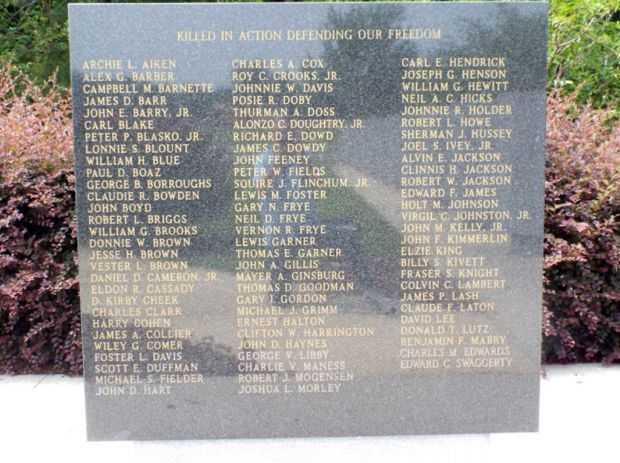 KILLED IN ACTION DEFENDING OUR FREEDOM
ARCHIE L. AIKEN
ALEX G. BARBER
CAMPBELL M. BARNETTE
JAMES D. BARR
JOHN E. BARRY, JR.
CARL BLAKE
PETER P. BLASKO, JR.
LONNIE S. BLOUNT
WILLIAM H. BLUE
PAUL D. BOAZ
GEORGE B. BORROUGHS
CLAUDIE R. BOWDEN
JOHN BOYD
ROBERT L. BRIGGS
WILLIAM G. BROOKS
DONNIE W. BROWN
JESSE H. BROWN
VESTER L. BROWN
DANIEL D. CAMERON, JR.
ELDON R. CASSADY
D. KIRBY CHEEK
CHARLES CLARK
HARRY COHEN
JAMES A. COLLIER
WILEY G. COMER
FOSTER L. DAVIS
SCOTT E. DUFFMAN
MICHAEL S. FIELDER
JOHN D. HART
CHARLES A. COX
ROY C. CROOKS, JR.
JOHNNIE W. DAVIS
POSIE R. DOBY
THURMAN A. DOSS
ALONZO C. DOUGHTRY, JR.
RICHARD E. DOWD
JAMES C. DOWDY
JOHN FEENEY
PETER W. FIELDS
SQUIRE J. FLINCHUM, JR.
LEWIS M. FOSTER
GARY N. FRYE
NEIL D. FRYE
VERNON R. FRYE
LEWIS GARNER
THOMAS E. GARNER
JOHN A. GILLIS
MAYER A. GINSBURG
THOMAS D. GOODMAN
GARY J. GORDON
MICHAEL J. GRIMM
ERNEST HALTON
CLIFTON W. HARRINGTON
JOHN D. HAYNES
GEORGE V. LIBBY
CHARLIE V. MANESS
ROBERT J. MOGENSEN
JOSHUA L. MORLEY
CARL E. HENDRICK
JOSEPH G. HENSON
WILLIAM G. HEWITT
NEIL A. C. HICKS
JOHNNIE R. HOLDER
ROBERT L. HOWE
SHERMAN J. HUSSEY
JOEL S. IVEY, JR.
ALVIN E. JACKSON
CLINNIS H. JACKSON
ROBERT W. JACKSON
EDWARD F. JAMES
HOLT M. JOHNSON
VIRGIL C. JOHNSTON, JR.
JOHN M. KELLY, JR.
JOHN F. KIMMERLIN
ELZIE KING
BILLY S. KIVETT
FRASER S. KNIGHT
COLVIN C. LAMBERT
JAMES P. LASH
CLAUDE F. LATON
DAVID LEE
DONALD T. LUTZ
BENJAMIN F. MABRY
CHARLES M. EDWARDS
EDWARD C. SWAGGERTY